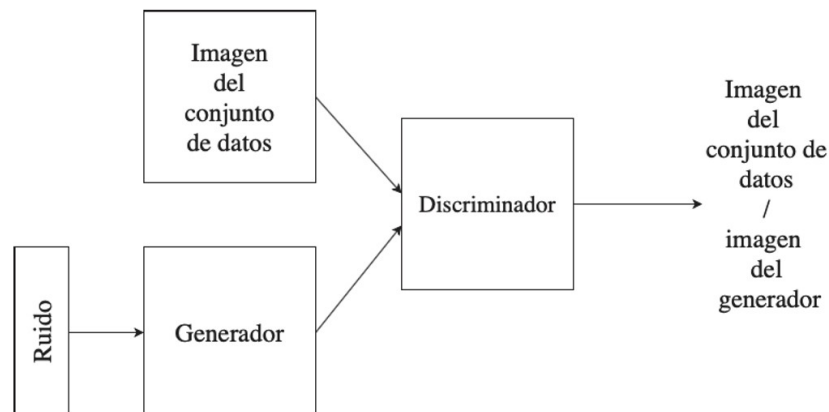 Imagen
del
conjunto
de datos
Ruido
Generador
Discriminador
Imagen
del
conjunto de
datos
/
imagen
del
generador